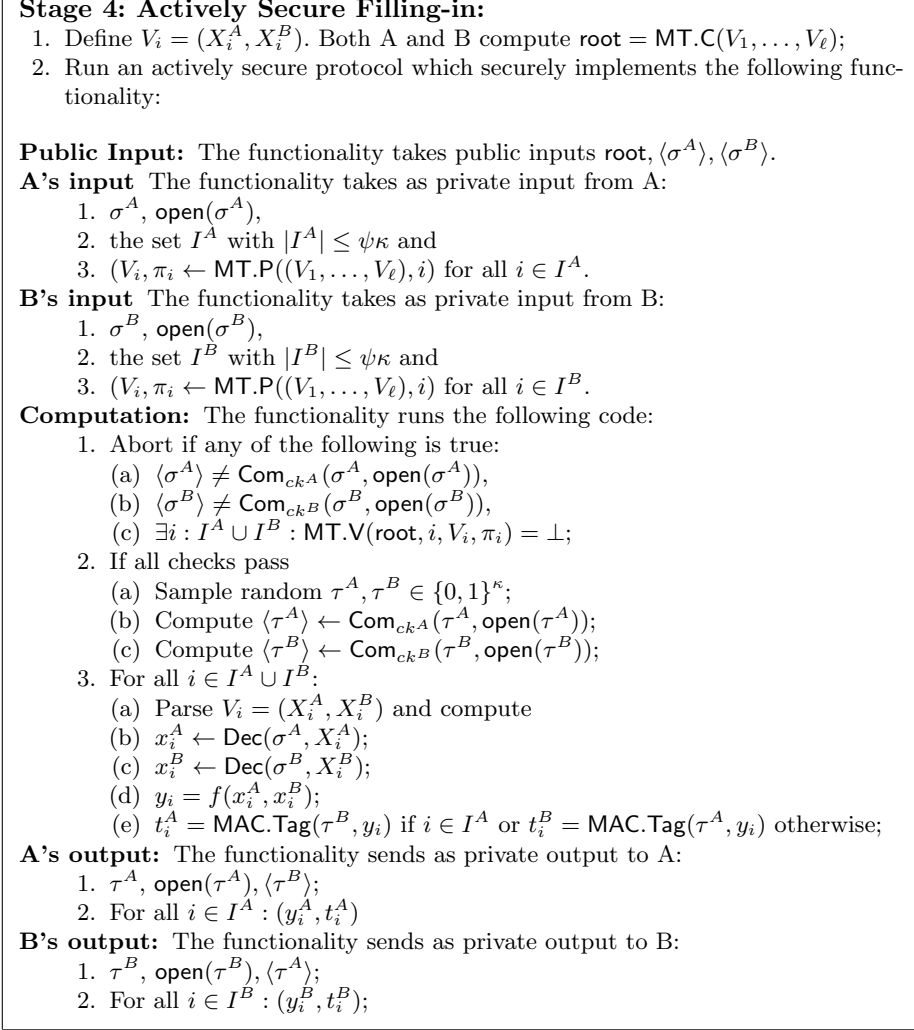 Stage 4: Actively Secure Filling-in:
1. Define V_i = (X_i^A, X_i^B). Both A and B compute root = MT.C(V_1, …, V_ℓ);
2. Run an actively secure protocol which securely implements the following func-
tionality:
Public Input: The functionality takes public inputs root, ⟨σ^A⟩, ⟨σ^B⟩.
A's input The functionality takes as private input from A:
1. σ^A, open(σ^A),
2. the set I^A with |I^A| ≤ ψκ and
3. (V_i, π_i ← MT.P((V_1, …, V_ℓ), i) for all i ∈ I^A.
B's input The functionality takes as private input from B:
1. σ^B, open(σ^B),
2. the set I^B with |I^B| ≤ ψκ and
3. (V_i, π_i ← MT.P((V_1, …, V_ℓ), i) for all i ∈ I^B.
Computation: The functionality runs the following code:
1. Abort if any of the following is true:
(a) ⟨σ^A⟩ ≠ Com_{ck^A}(σ^A, open(σ^A)),
(b) ⟨σ^B⟩ ≠ Com_{ck^B}(σ^B, open(σ^B)),
(c) ∃i : I^A ∪ I^B : MT.V(root, i, V_i, π_i) = ⊥;
2. If all checks pass
(a) Sample random τ^A, τ^B ∈ {0, 1}^κ;
(b) Compute ⟨τ^A⟩ ← Com_{ck^A}(τ^A, open(τ^A));
(c) Compute ⟨τ^B⟩ ← Com_{ck^B}(τ^B, open(τ^B));
3. For all i ∈ I^A ∪ I^B:
(a) Parse V_i = (X_i^A, X_i^B) and compute
(b) x_i^A ← Dec(σ^A, X_i^A);
(c) x_i^B ← Dec(σ^B, X_i^B);
(d) y_i = f(x_i^A, x_i^B);
(e) t_i^A = MAC.Tag(τ^B, y_i) if i ∈ I^A or t_i^B = MAC.Tag(τ^A, y_i) otherwise;
A's output: The functionality sends as private output to A:
1. τ^A, open(τ^A), ⟨τ^B⟩;
2. For all i ∈ I^A : (y_i^A, t_i^A)
B's output: The functionality sends as private output to B:
1. τ^B, open(τ^B), ⟨τ^A⟩;
2. For all i ∈ I^B : (y_i^B, t_i^B);